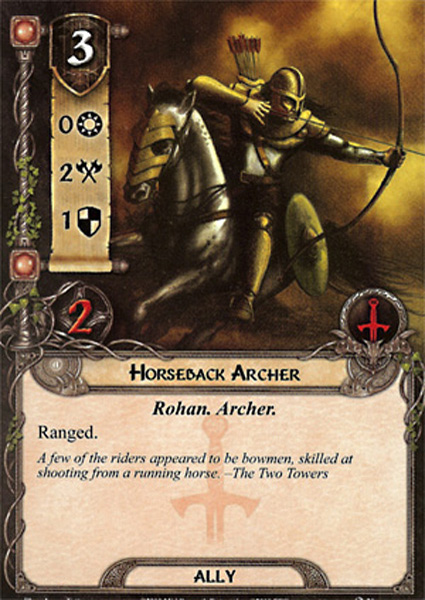 3
0
2
1
2
HORSEBACK ARCHER
Rohan. Archer.
Ranged.
A few of the riders appeared to be bowmen, skilled at
shooting from a running horse. –The Two Towers
ALLY